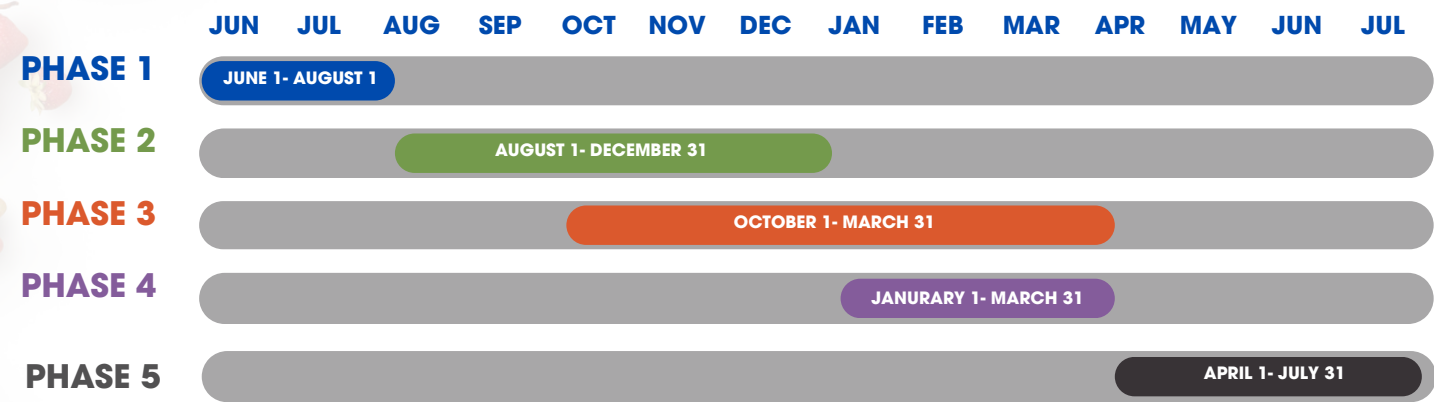 JUN JUL AUG SEP OCT NOV DEC JAN FEB MAR APR MAY JUN JUL
PHASE 1
JUNE 1- AUGUST 1
PHASE 2
AUGUST 1- DECEMBER 31
PHASE 3
OCTOBER 1- MARCH 31
PHASE 4
JANURARY 1- MARCH 31
PHASE 5
APRIL 1- JULY 31